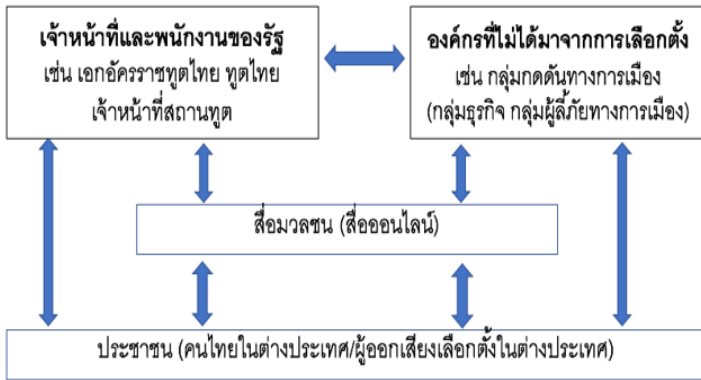 เจ้าหน้าที่และพนักงานของรัฐ
เช่น เอกอัครราชทูตไทย ทูตไทย
เจ้าหน้าที่สถานทูต
องค์กรที่ไม่ได้มาจากการเลือกตั้ง
เช่น กลุ่มกดดันทางการเมือง
(กลุ่มธุรกิจ กลุ่มผู้ลี้ภัยทางการเมือง)
สื่อมวลชน (สื่อออนไลน์)
ประชาชน (คนไทยในต่างประเทศ/ผู้ออกเสียงเลือกตั้งในต่างประเทศ)